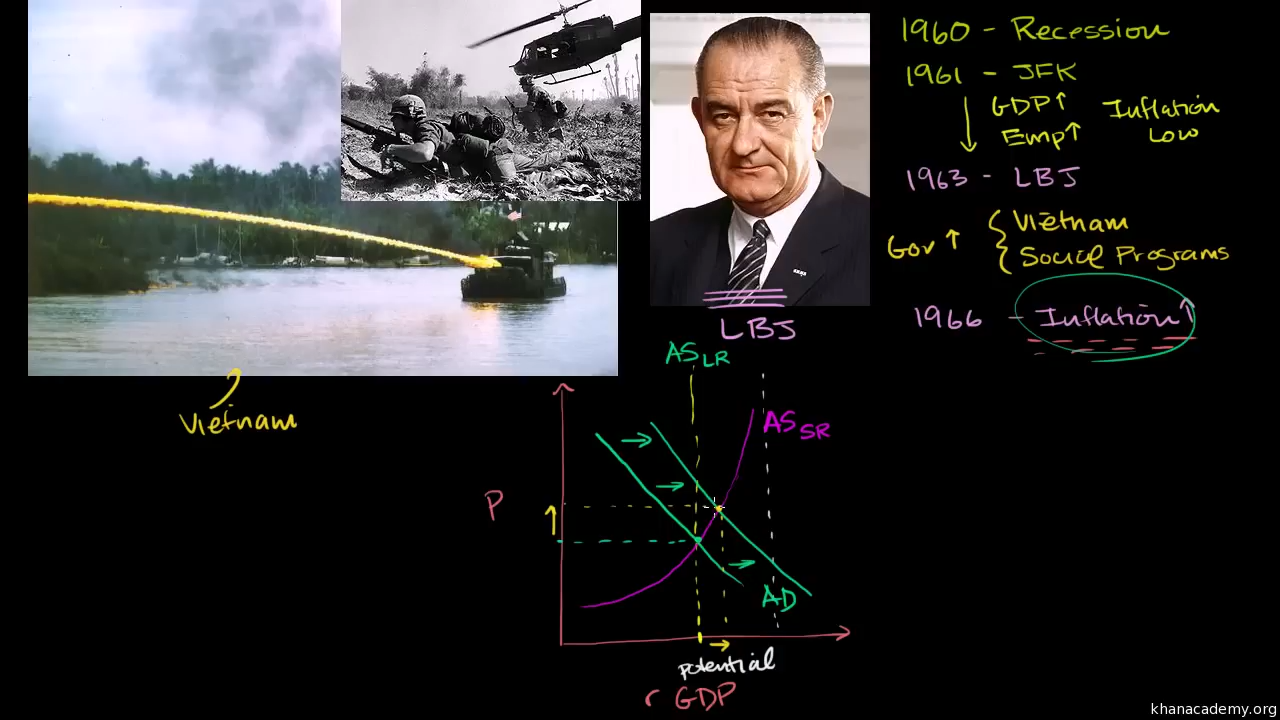 1960 - Recession
1961 - JFK
GDP↑
Emp↑
Inflation
Low
1963 - LBJ
Gov ↑
Vietnam
Social Programs
1966 - Inflation↑
LBJ
Vietnam
AS LR
AS SR
P
AD
potential
r GDP
khanacademy.org